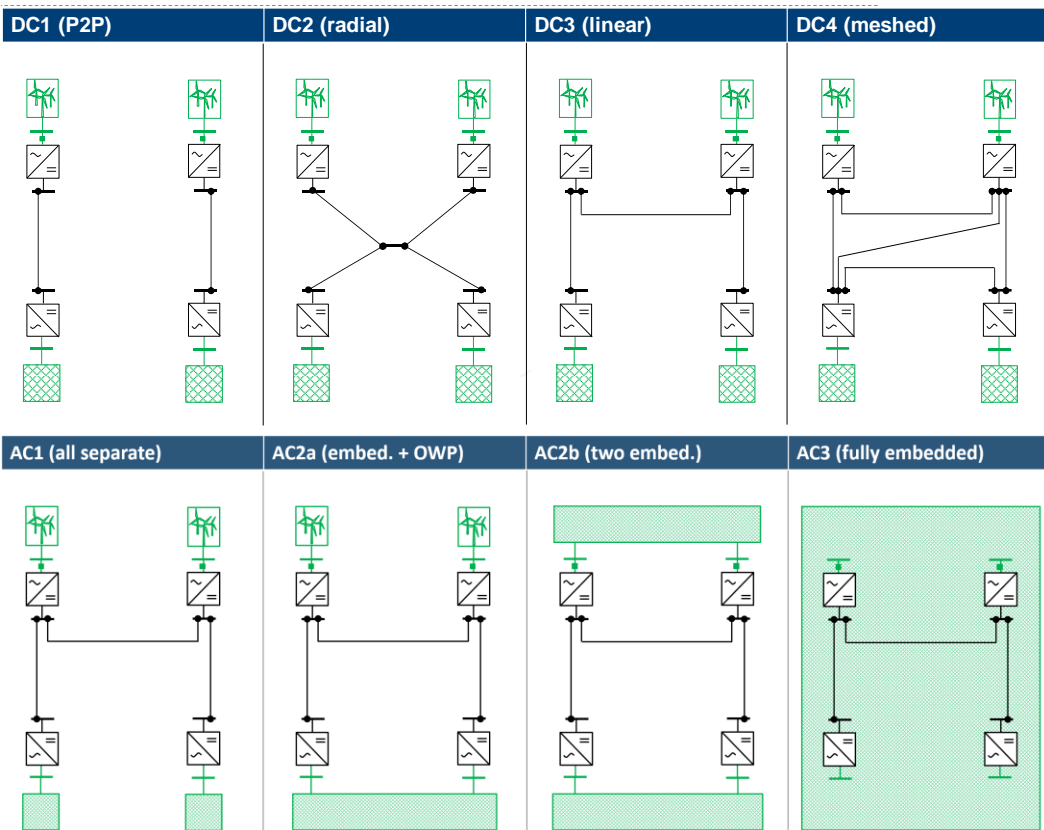 DC1 (P2P)
DC2 (radial)
DC3 (linear)
DC4 (meshed)
AC1 (all separate)
AC2a (embed. + OWP)
AC2b (two embed.)
AC3 (fully embedded)